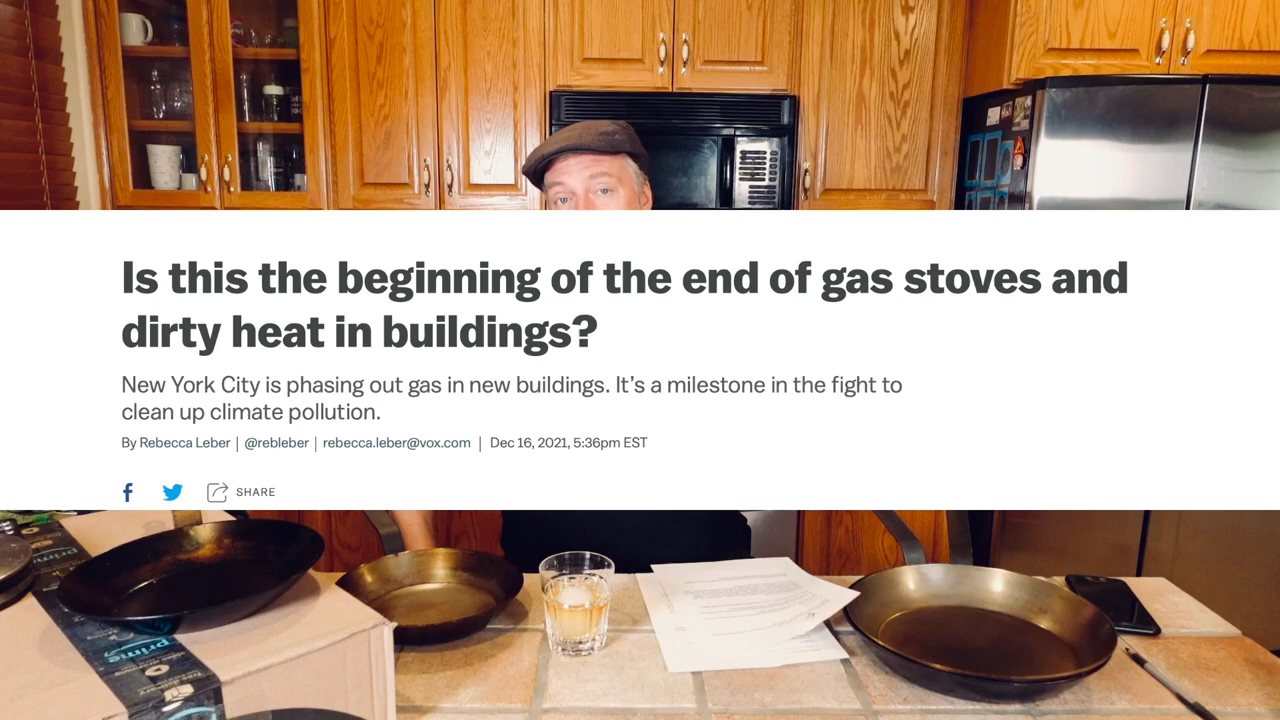 Is this the beginning of the end of gas stoves and
dirty heat in buildings?
New York City is phasing out gas in new buildings. It’s a milestone in the fight to
clean up climate pollution.
By Rebecca Leber | @rebleber | rebecca.leber@vox.com | Dec 16, 2021, 5:36pm EST
SHARE
prime
prime